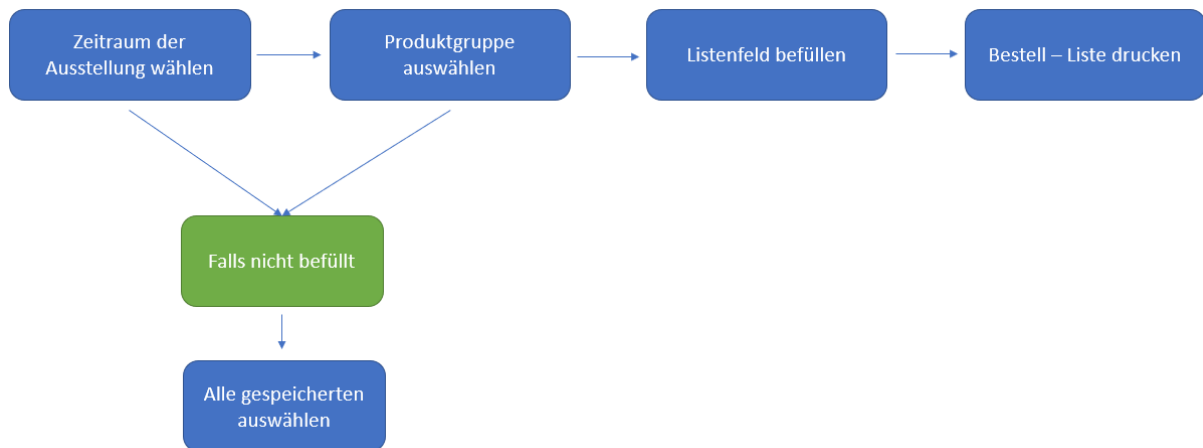 Zeitraum der
Ausstellung wählen
Produktgruppe
auswählen
Listenfeld befüllen
Bestell – Liste drucken
Falls nicht befüllt
Alle gespeicherten
auswählen